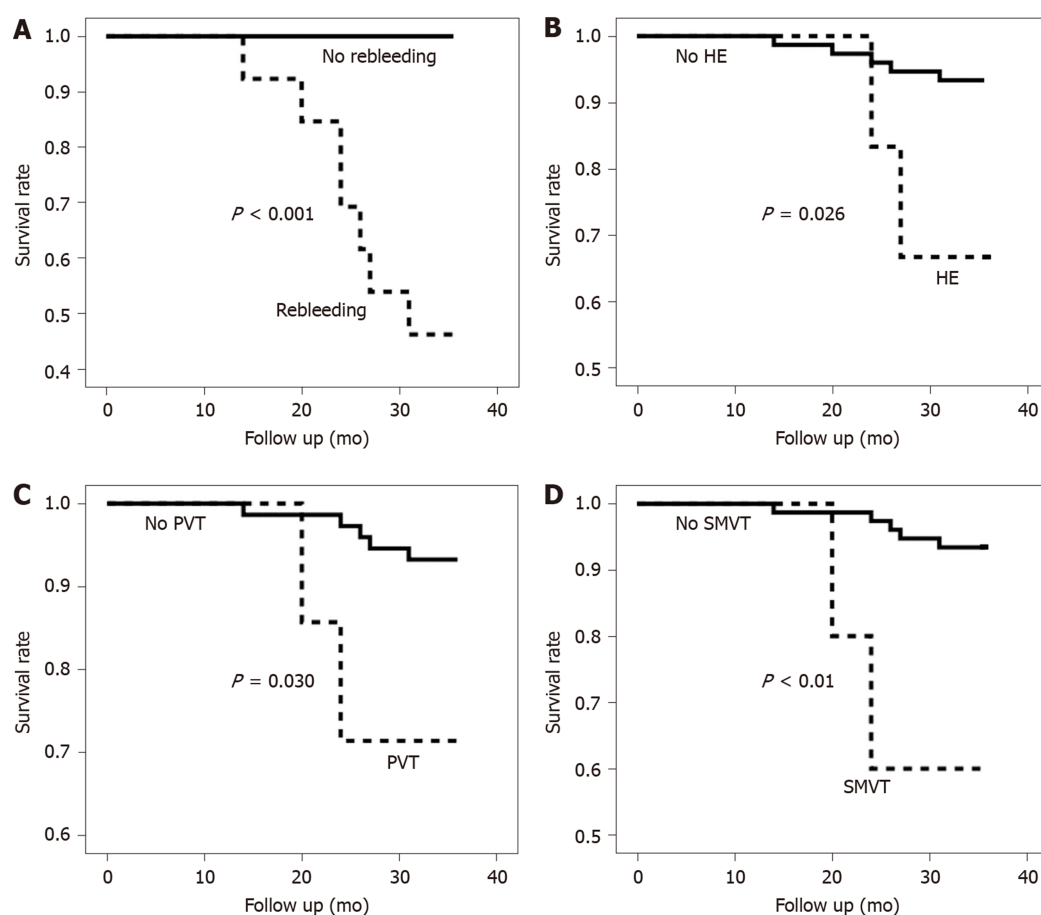 A
Survival rate
1.0
0.9
0.8
0.7
0.6
0.5
0.4
No rebleeding
P < 0.001
Rebleeding
0 10 20 30 40
Follow up (mo)
B
Survival rate
1.0
0.9
0.8
0.7
0.6
0.5
No HE
P = 0.026
HE
0 10 20 30 40
Follow up (mo)
C
Survival rate
1.0
0.9
0.8
0.7
0.6
No PVT
P = 0.030
PVT
0 10 20 30 40
Follow up (mo)
D
Survival rate
1.0
0.9
0.8
0.7
0.6
0.5
No SMVT
P < 0.01
SMVT
0 10 20 30 40
Follow up (mo)